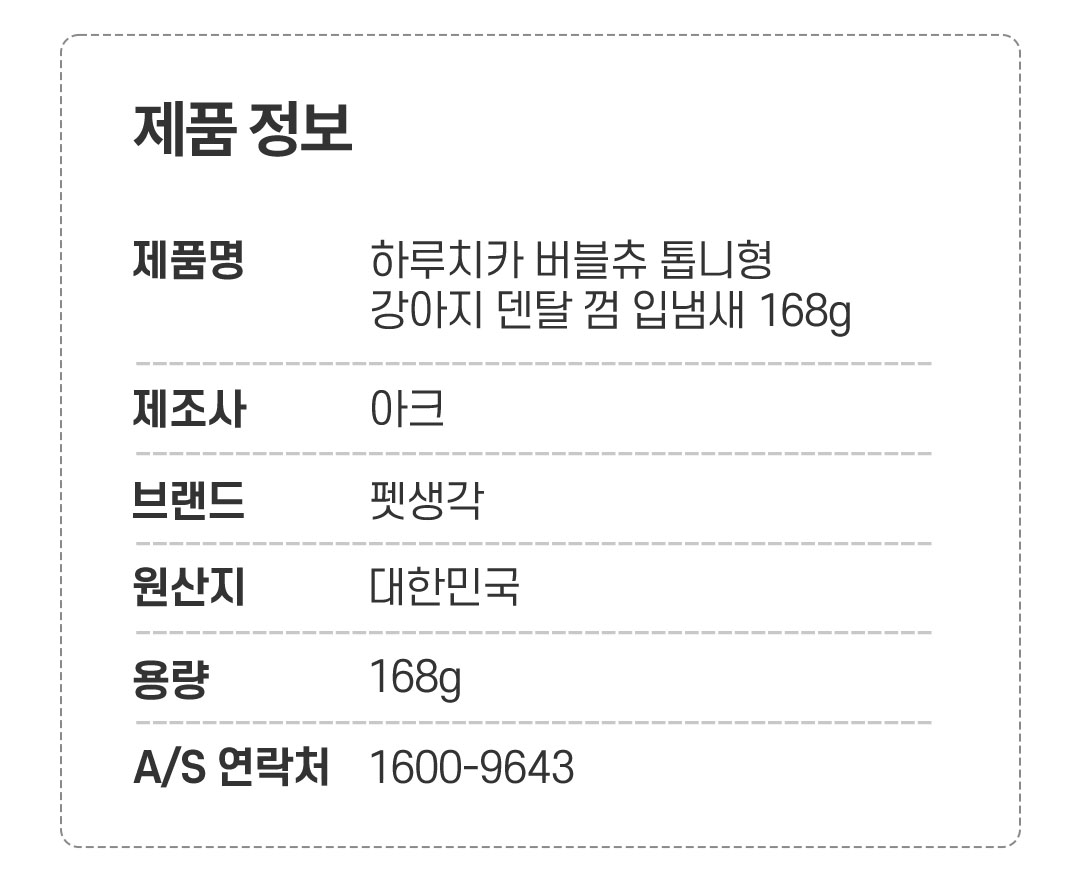 제품 정보
제품명 하루치카 버블츄 톱니형
강아지 덴탈 껌 입냄새 168g
제조사 아크
브랜드 펫생각
원산지 대한민국
용량 168g
A/S 연락처 1600-9643